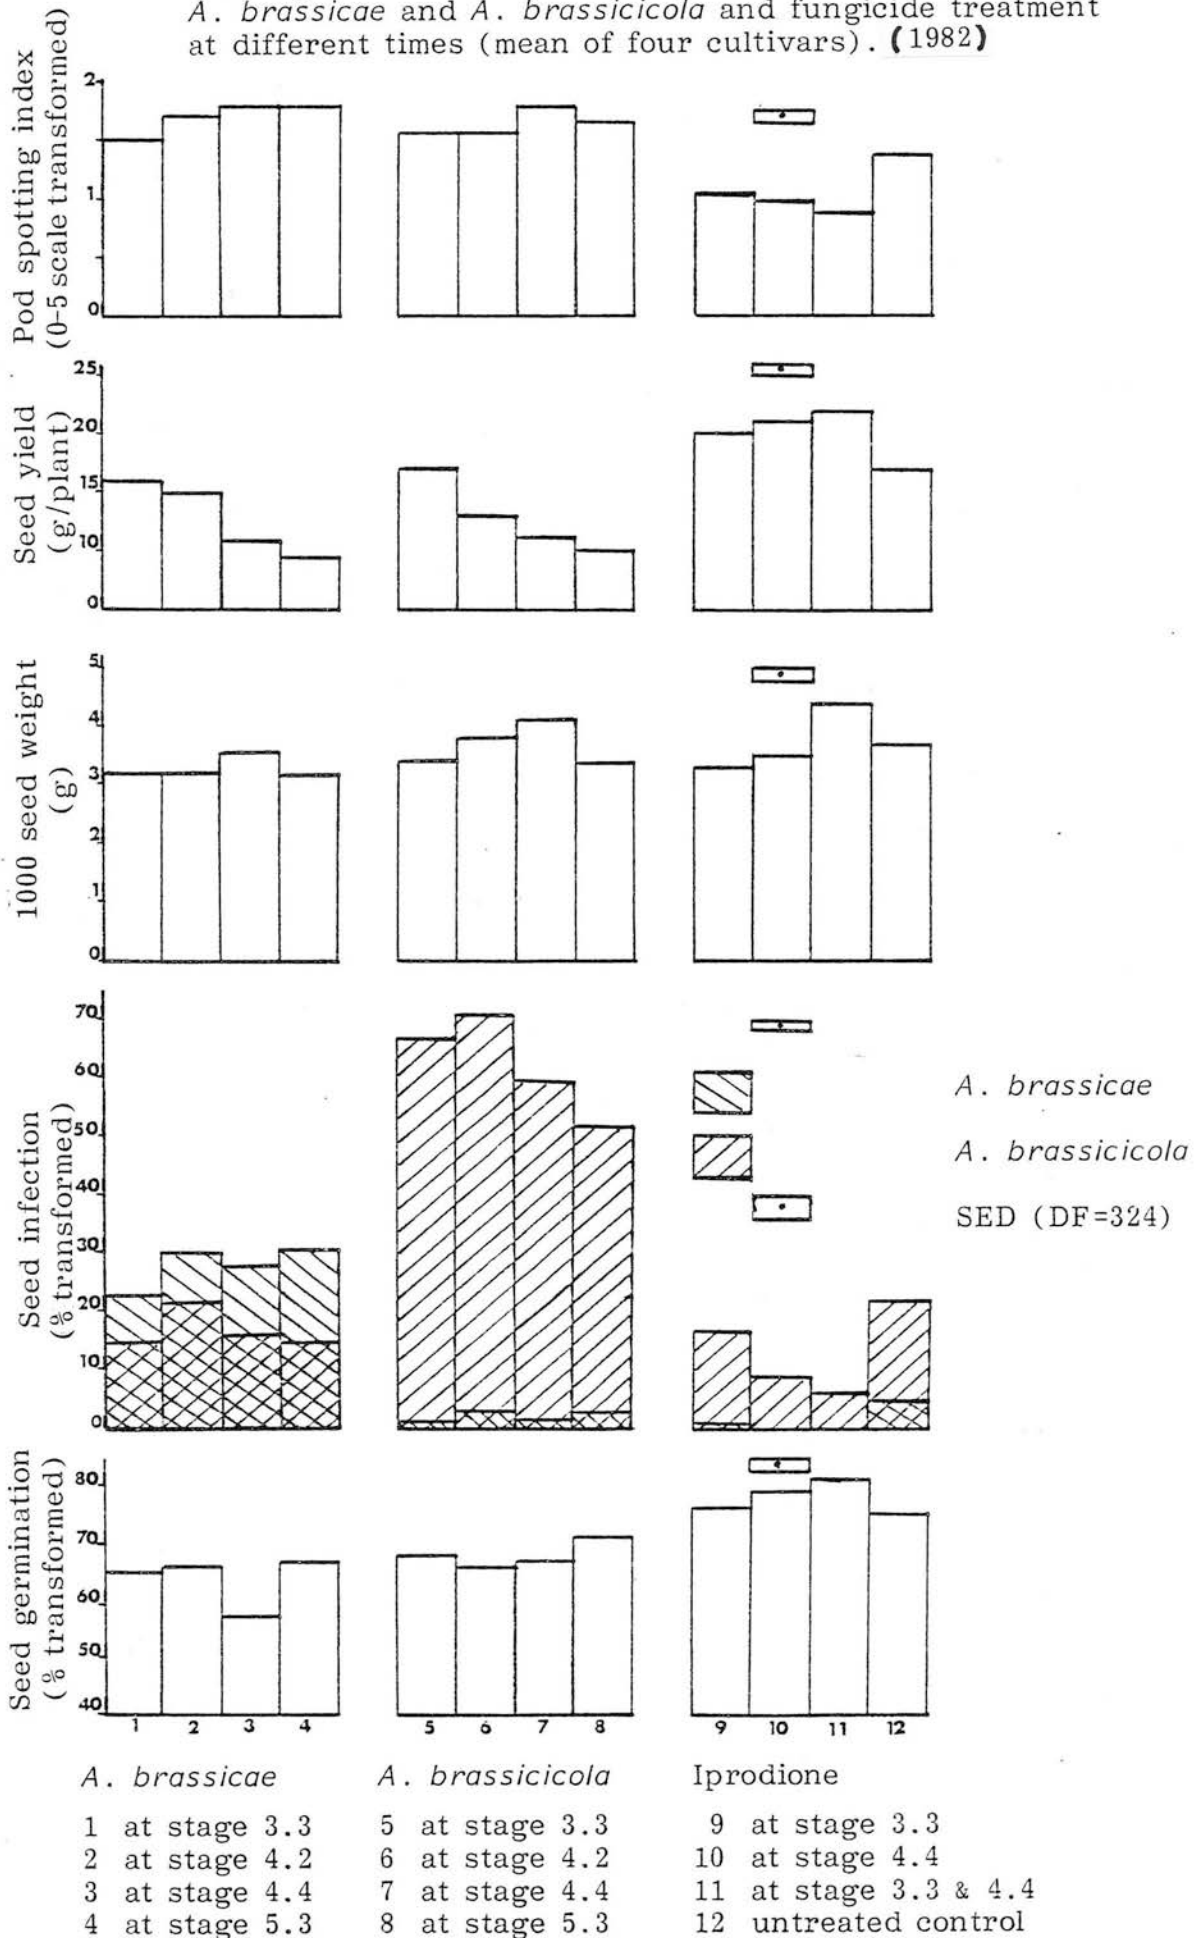 A. brassicae and A. brassicicola and fungicide treatment
at different times (mean of four cultivars). (1982)
Pod spotting index
(0-5 scale transformed)
2
1
0
Seed yield
(g/plant)
25
20
15
10
0
1000 seed weight
(g)
5
4
3
2
1
0
Seed infection
(% transformed)
70
60
50
40
30
20
10
0
A. brassicae
A. brassicicola
SED (DF=324)
Seed germination
(% transformed)
80
70
60
50
40
1 2 3 4 5 6 7 8 9 10 11 12
A. brassicae
1 at stage 3.3
2 at stage 4.2
3 at stage 4.4
4 at stage 5.3
A. brassicicola
5 at stage 3.3
6 at stage 4.2
7 at stage 4.4
8 at stage 5.3
Iprodione
9 at stage 3.3
10 at stage 4.4
11 at stage 3.3 & 4.4
12 untreated control